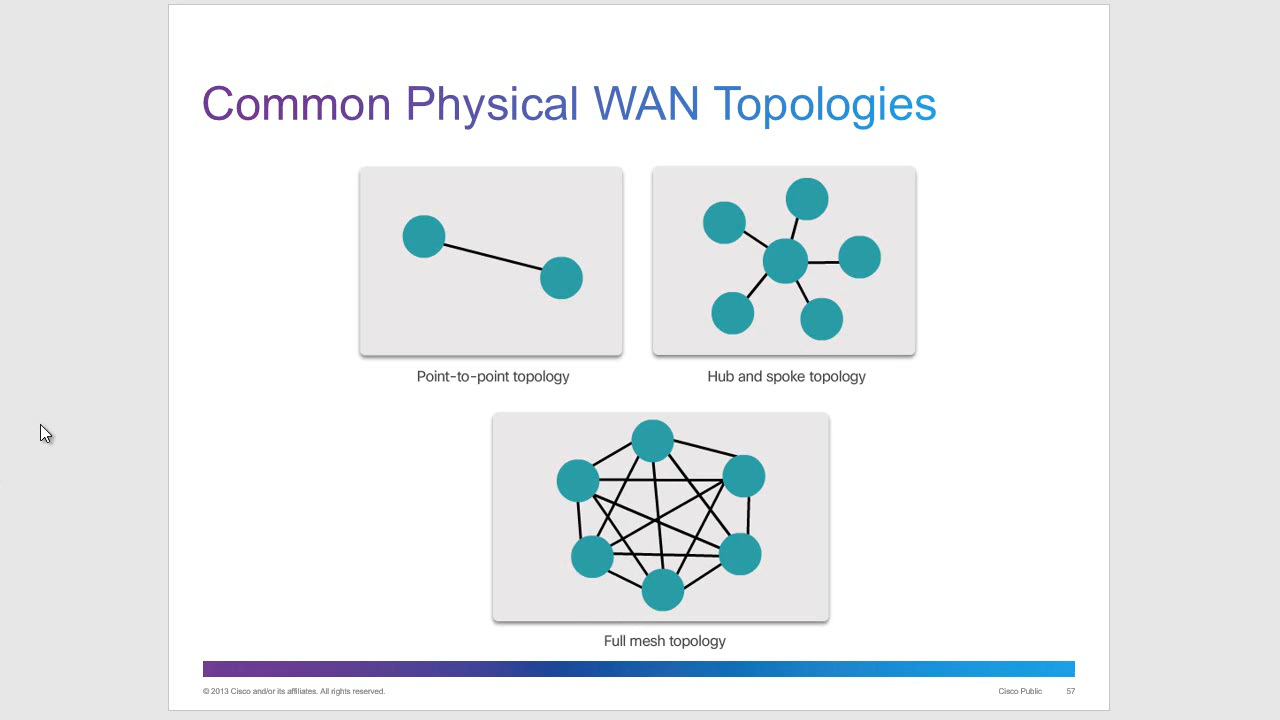 Common Physical WAN Topologies
Point-to-point topology
Hub and spoke topology
Full mesh topology
© 2013 Cisco and/or its affiliates. All rights reserved.
Cisco Public
57